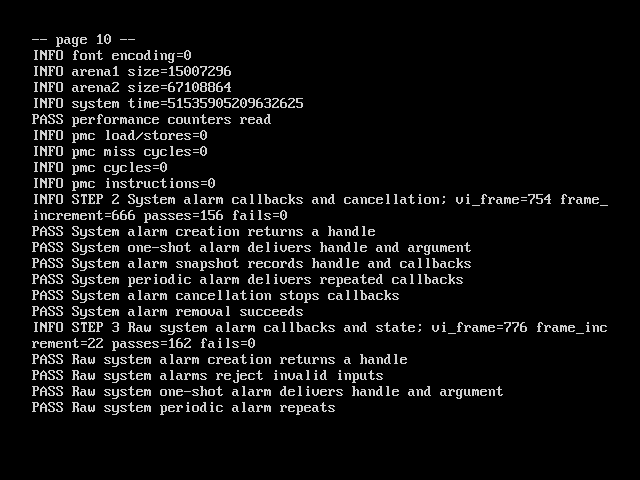 -- page 10 --
INFO font encoding=0
INFO arena1 size=15007296
INFO arena2 size=67108864
INFO system time=51535905209632625
PASS performance counters read
INFO pmc load/stores=0
INFO pmc miss cycles=0
INFO pmc cycles=0
INFO pmc instructions=0
INFO STEP 2 System alarm callbacks and cancellation; vi_frame=754 frame_
increment=666 passes=156 fails=0
PASS System alarm creation returns a handle
PASS System one-shot alarm delivers handle and argument
PASS System alarm snapshot records handle and callbacks
PASS System periodic alarm delivers repeated callbacks
PASS System alarm cancellation stops callbacks
PASS System alarm removal succeeds
INFO STEP 3 Raw system alarm callbacks and state; vi_frame=776 frame_inc
rement=22 passes=162 fails=0
PASS Raw system alarm creation returns a handle
PASS Raw system alarms reject invalid inputs
PASS Raw system one-shot alarm delivers handle and argument
PASS Raw system periodic alarm repeats